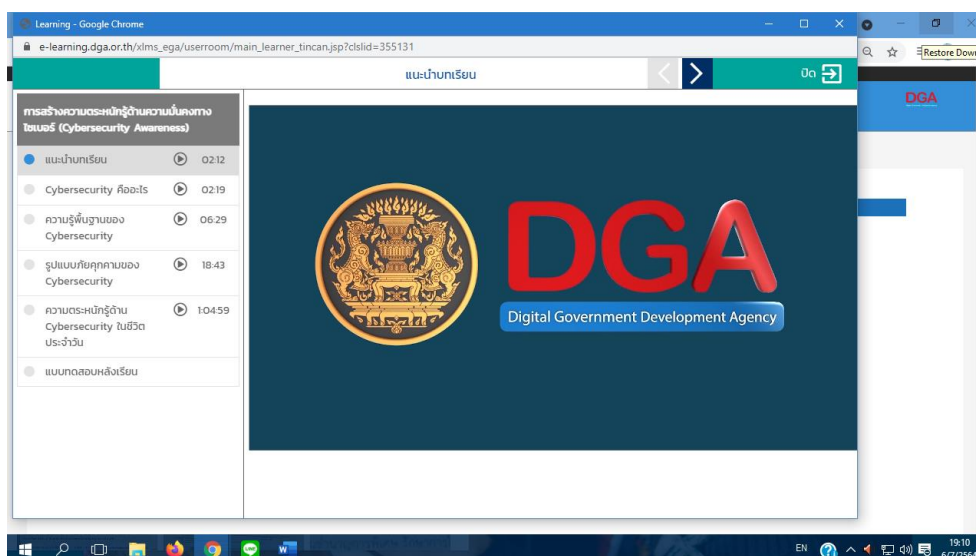 Learning - Google Chrome
e-learning.dga.or.th/xlms_ega/userroom/main_learner_tincan.jsp?clslid=355131
Restore Down
แนะนำบทเรียน
ปิด
DGA
การสร้างความตระหนักรู้ด้านความมั่นคงทาง
ไซเบอร์ (Cybersecurity Awareness)
แนะนำบทเรียน 02:12
Cybersecurity คืออะไร 02:19
ความรู้พื้นฐานของ 06:29
Cybersecurity
รูปแบบภัยคุกคามของ 18:43
Cybersecurity
ความตระหนักรู้ด้าน 1:04:59
Cybersecurity ในชีวิต
ประจำวัน
แบบทดสอบหลังเรียน
DGA
Digital Government Development Agency
EN
19:10
6/7/256